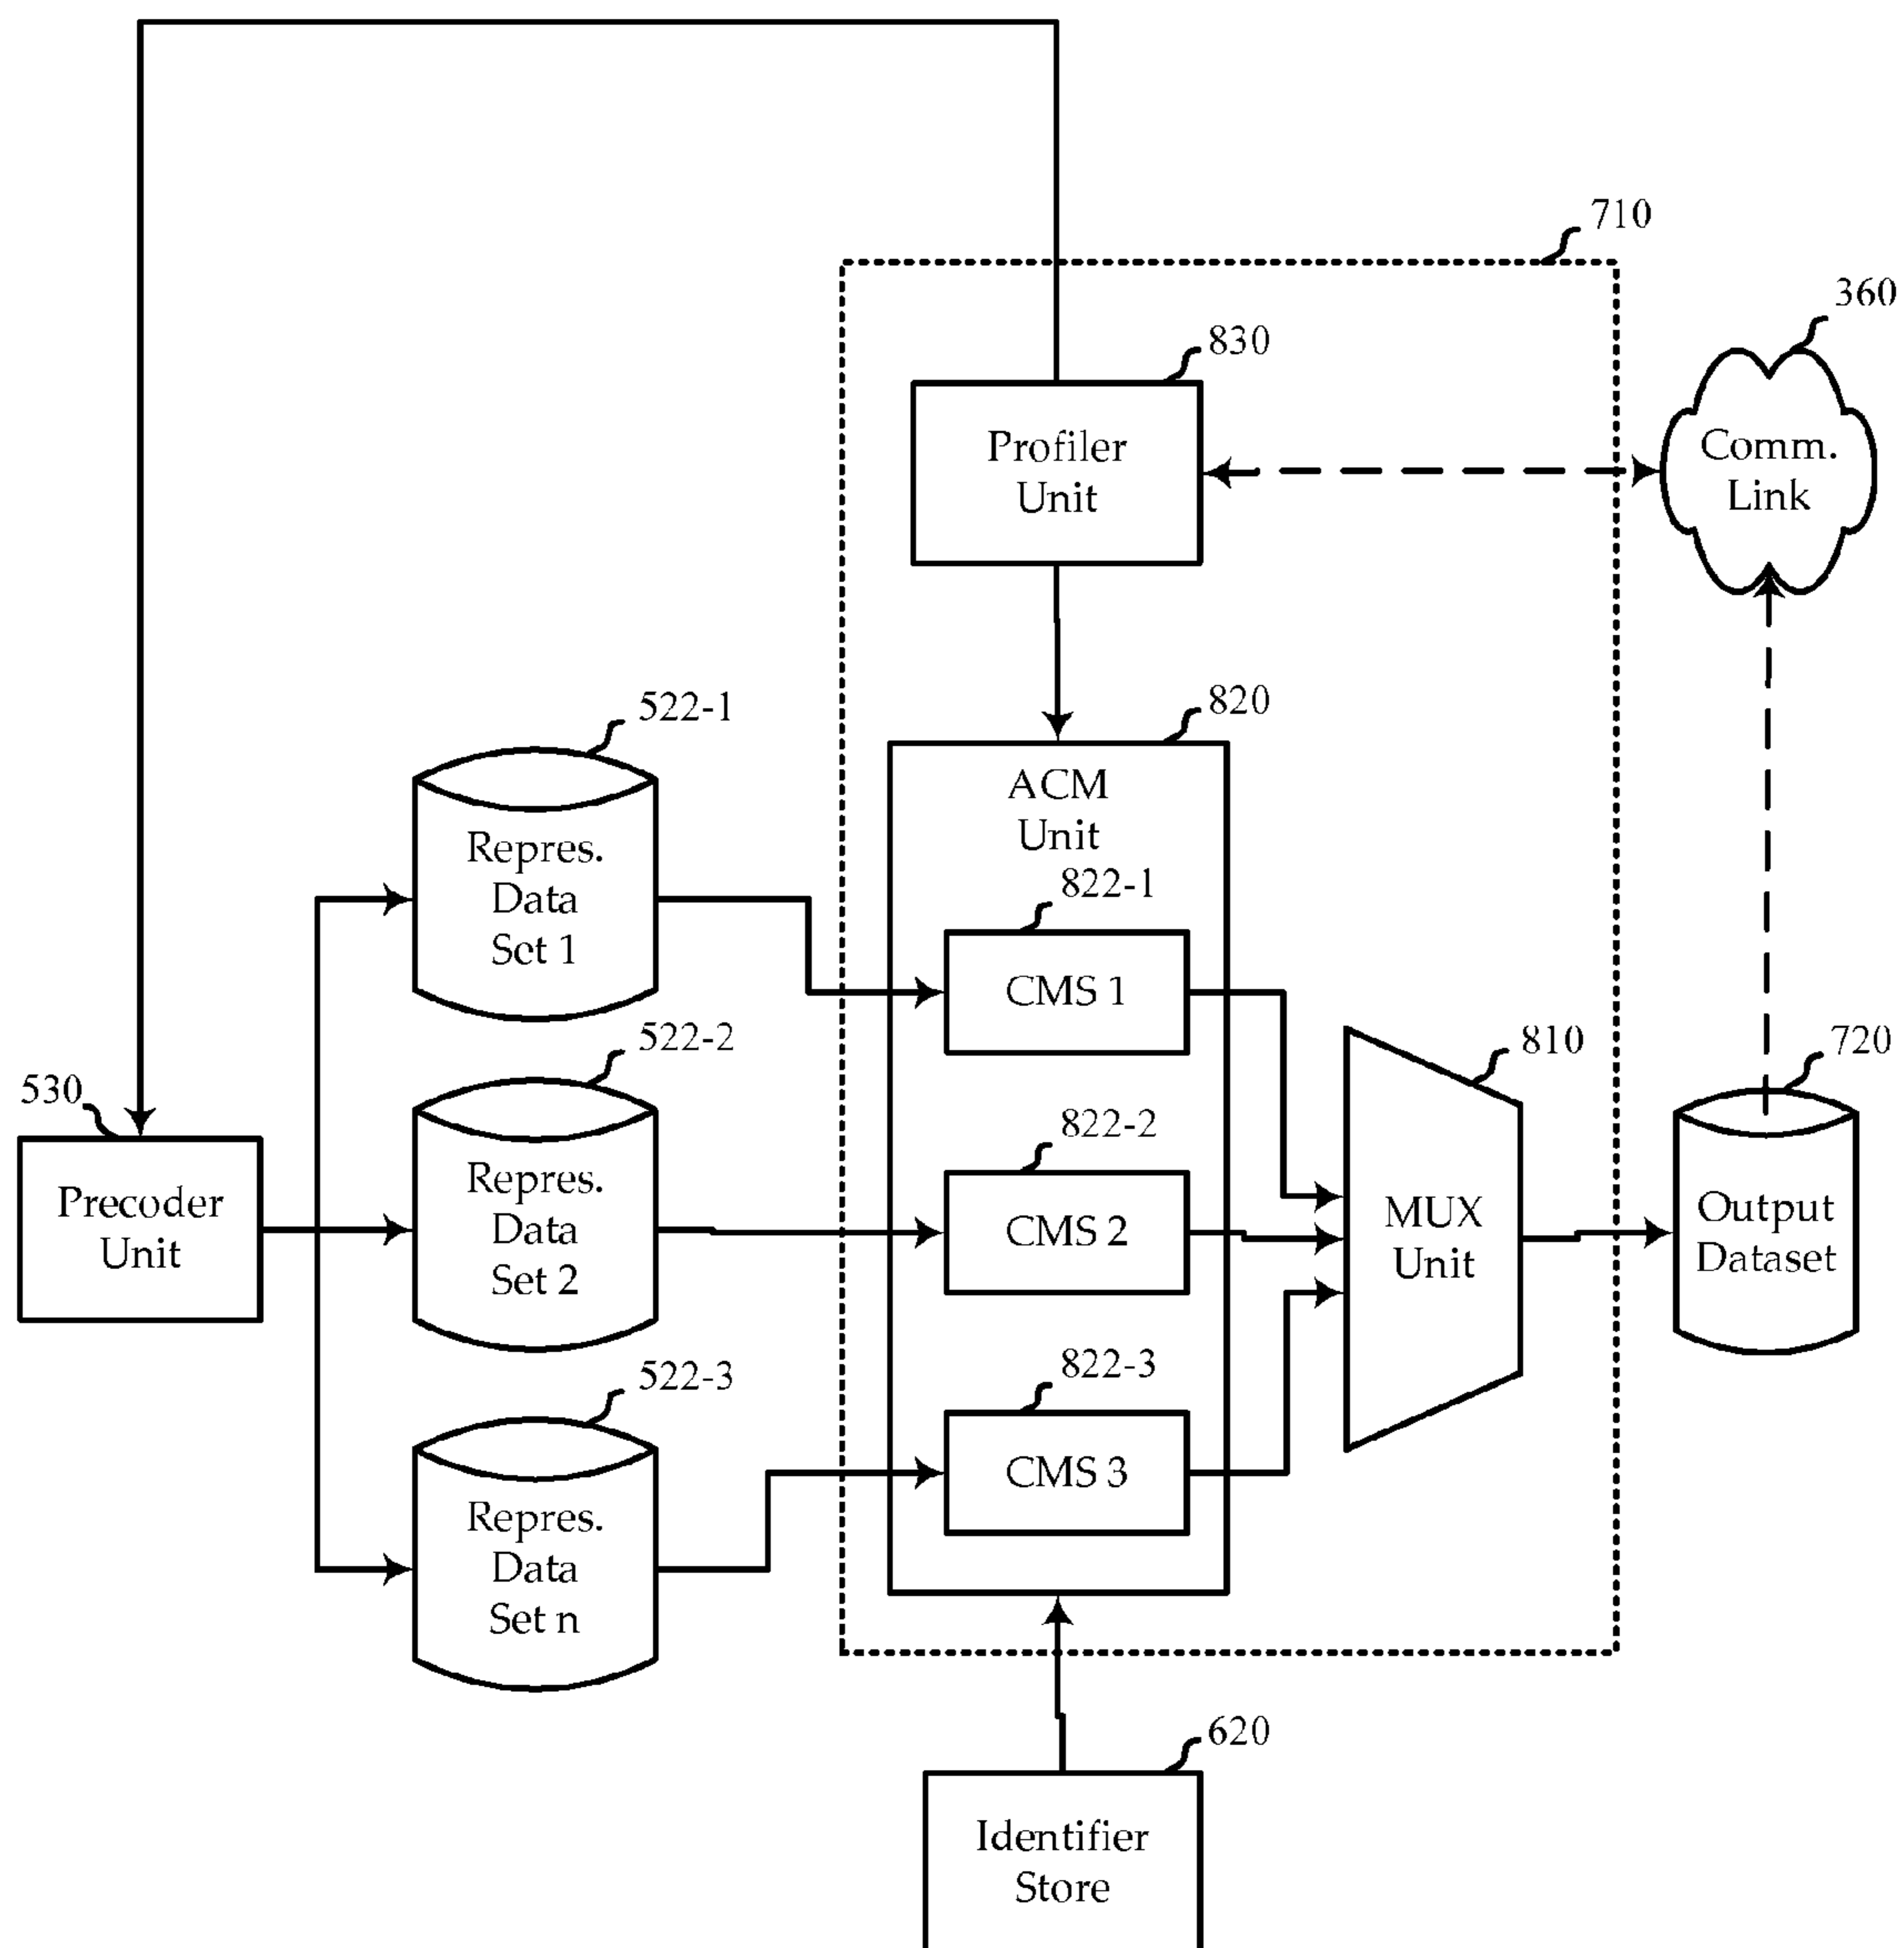 710
360
830
Profiler
Unit
Comm.
Link
522-1
820
Repres.
Data
Set 1
ACM
Unit
822-1
CMS 1
522-2
530
Precoder
Unit
Repres.
Data
Set 2
822-2
CMS 2
810
MUX
Unit
720
Output
Dataset
522-3
Repres.
Data
Set n
822-3
CMS 3
620
Identifier
Store